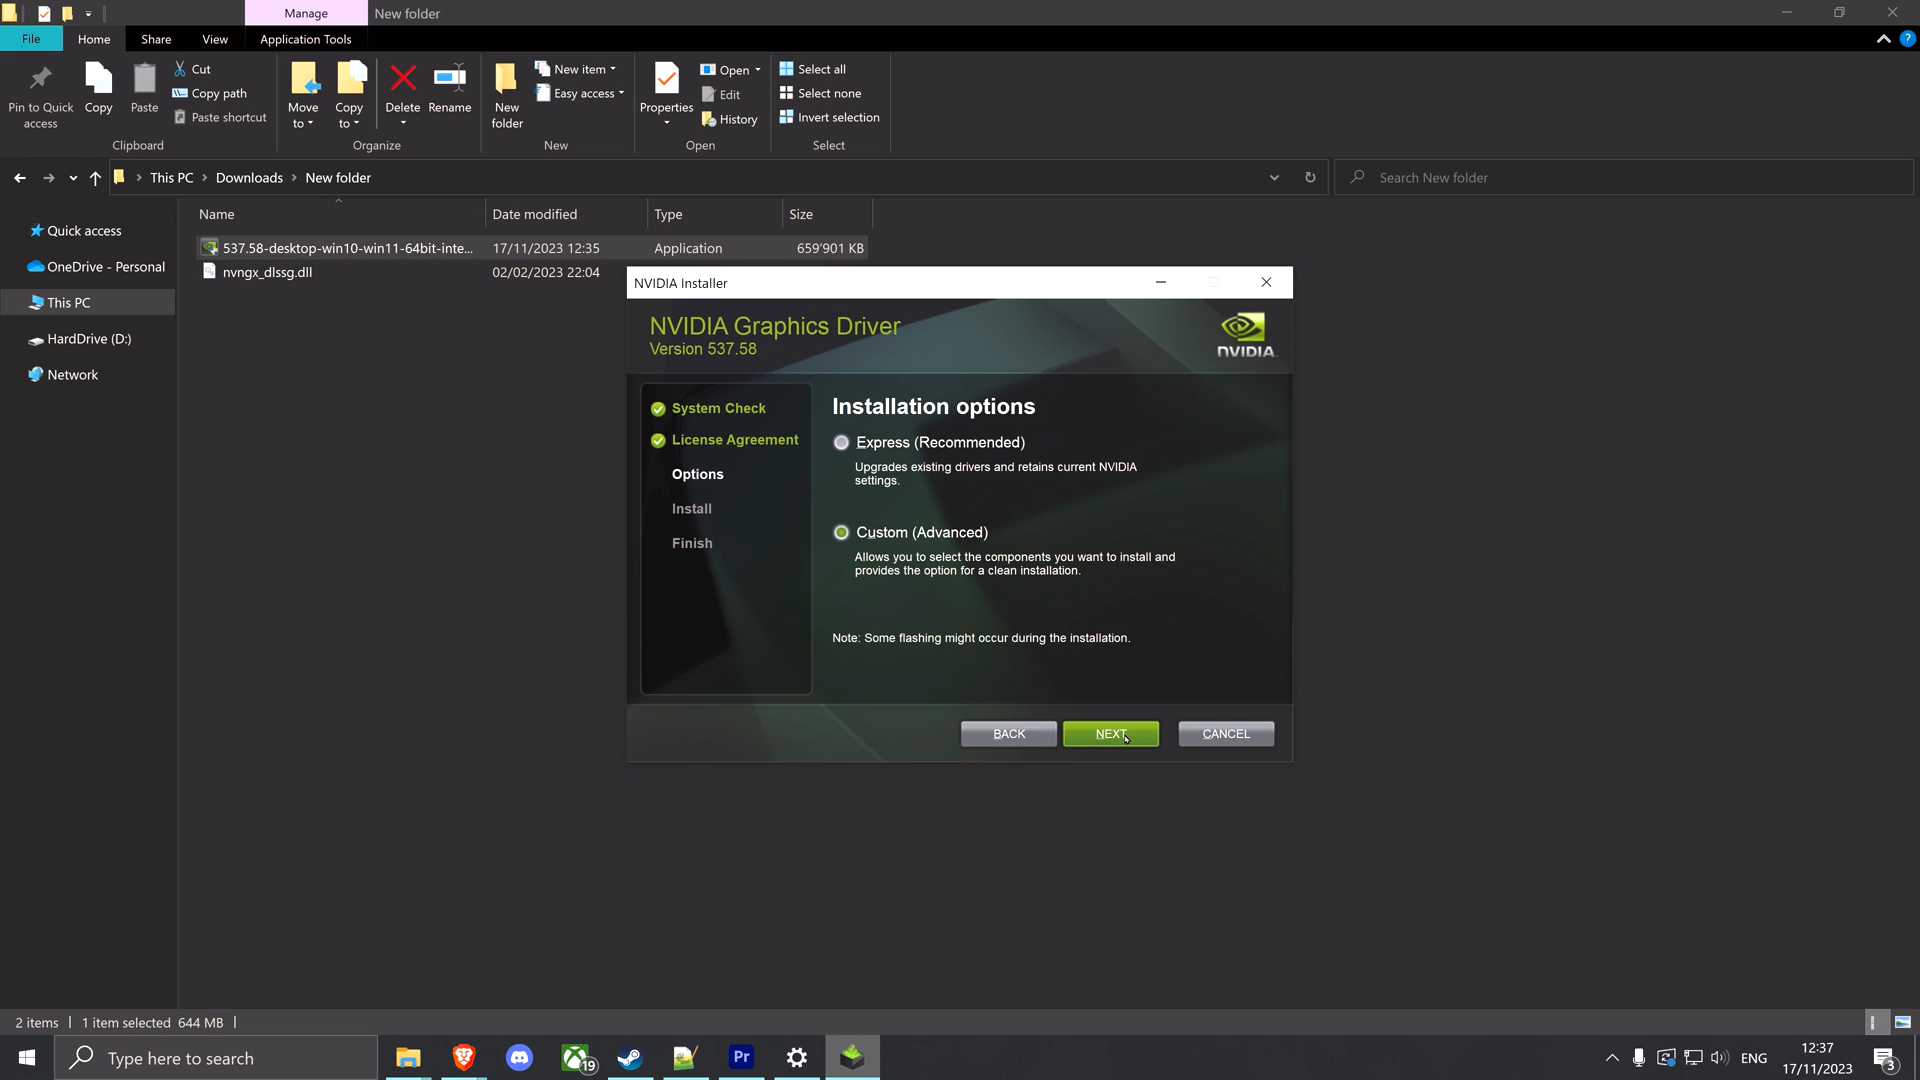 Manage
New folder
File
Home
Share
View
Application Tools
Pin to Quick
access
Copy
Paste
Cut
Copy path
Paste shortcut
Clipboard
Move
to
Copy
to
Delete
Rename
Organize
New
folder
New item
Easy access
New
Properties
Open
Edit
History
Open
Select all
Select none
Invert selection
Select
This PC
Downloads
New folder
Search New folder
Quick access
OneDrive - Personal
This PC
HardDrive (D:)
Network
Name Date modified Type Size
537.58-desktop-win10-win11-64bit-inte... 17/11/2023 12:35 Application 659'901 KB
nvngx_dlssg.dll 02/02/2023 22:04
NVIDIA Installer
NVIDIA Graphics Driver
Version 537.58
NVIDIA
System Check
License Agreement
Options
Install
Finish
Installation options
Express (Recommended)
Upgrades existing drivers and retains current NVIDIA
settings.
Custom (Advanced)
Allows you to select the components you want to install and
provides the option for a clean installation.
Note: Some flashing might occur during the installation.
BACK
NEXT
CANCEL
2 items
1 item selected 644 MB
Type here to search
19
Pr
ENG
12:37
17/11/2023
3